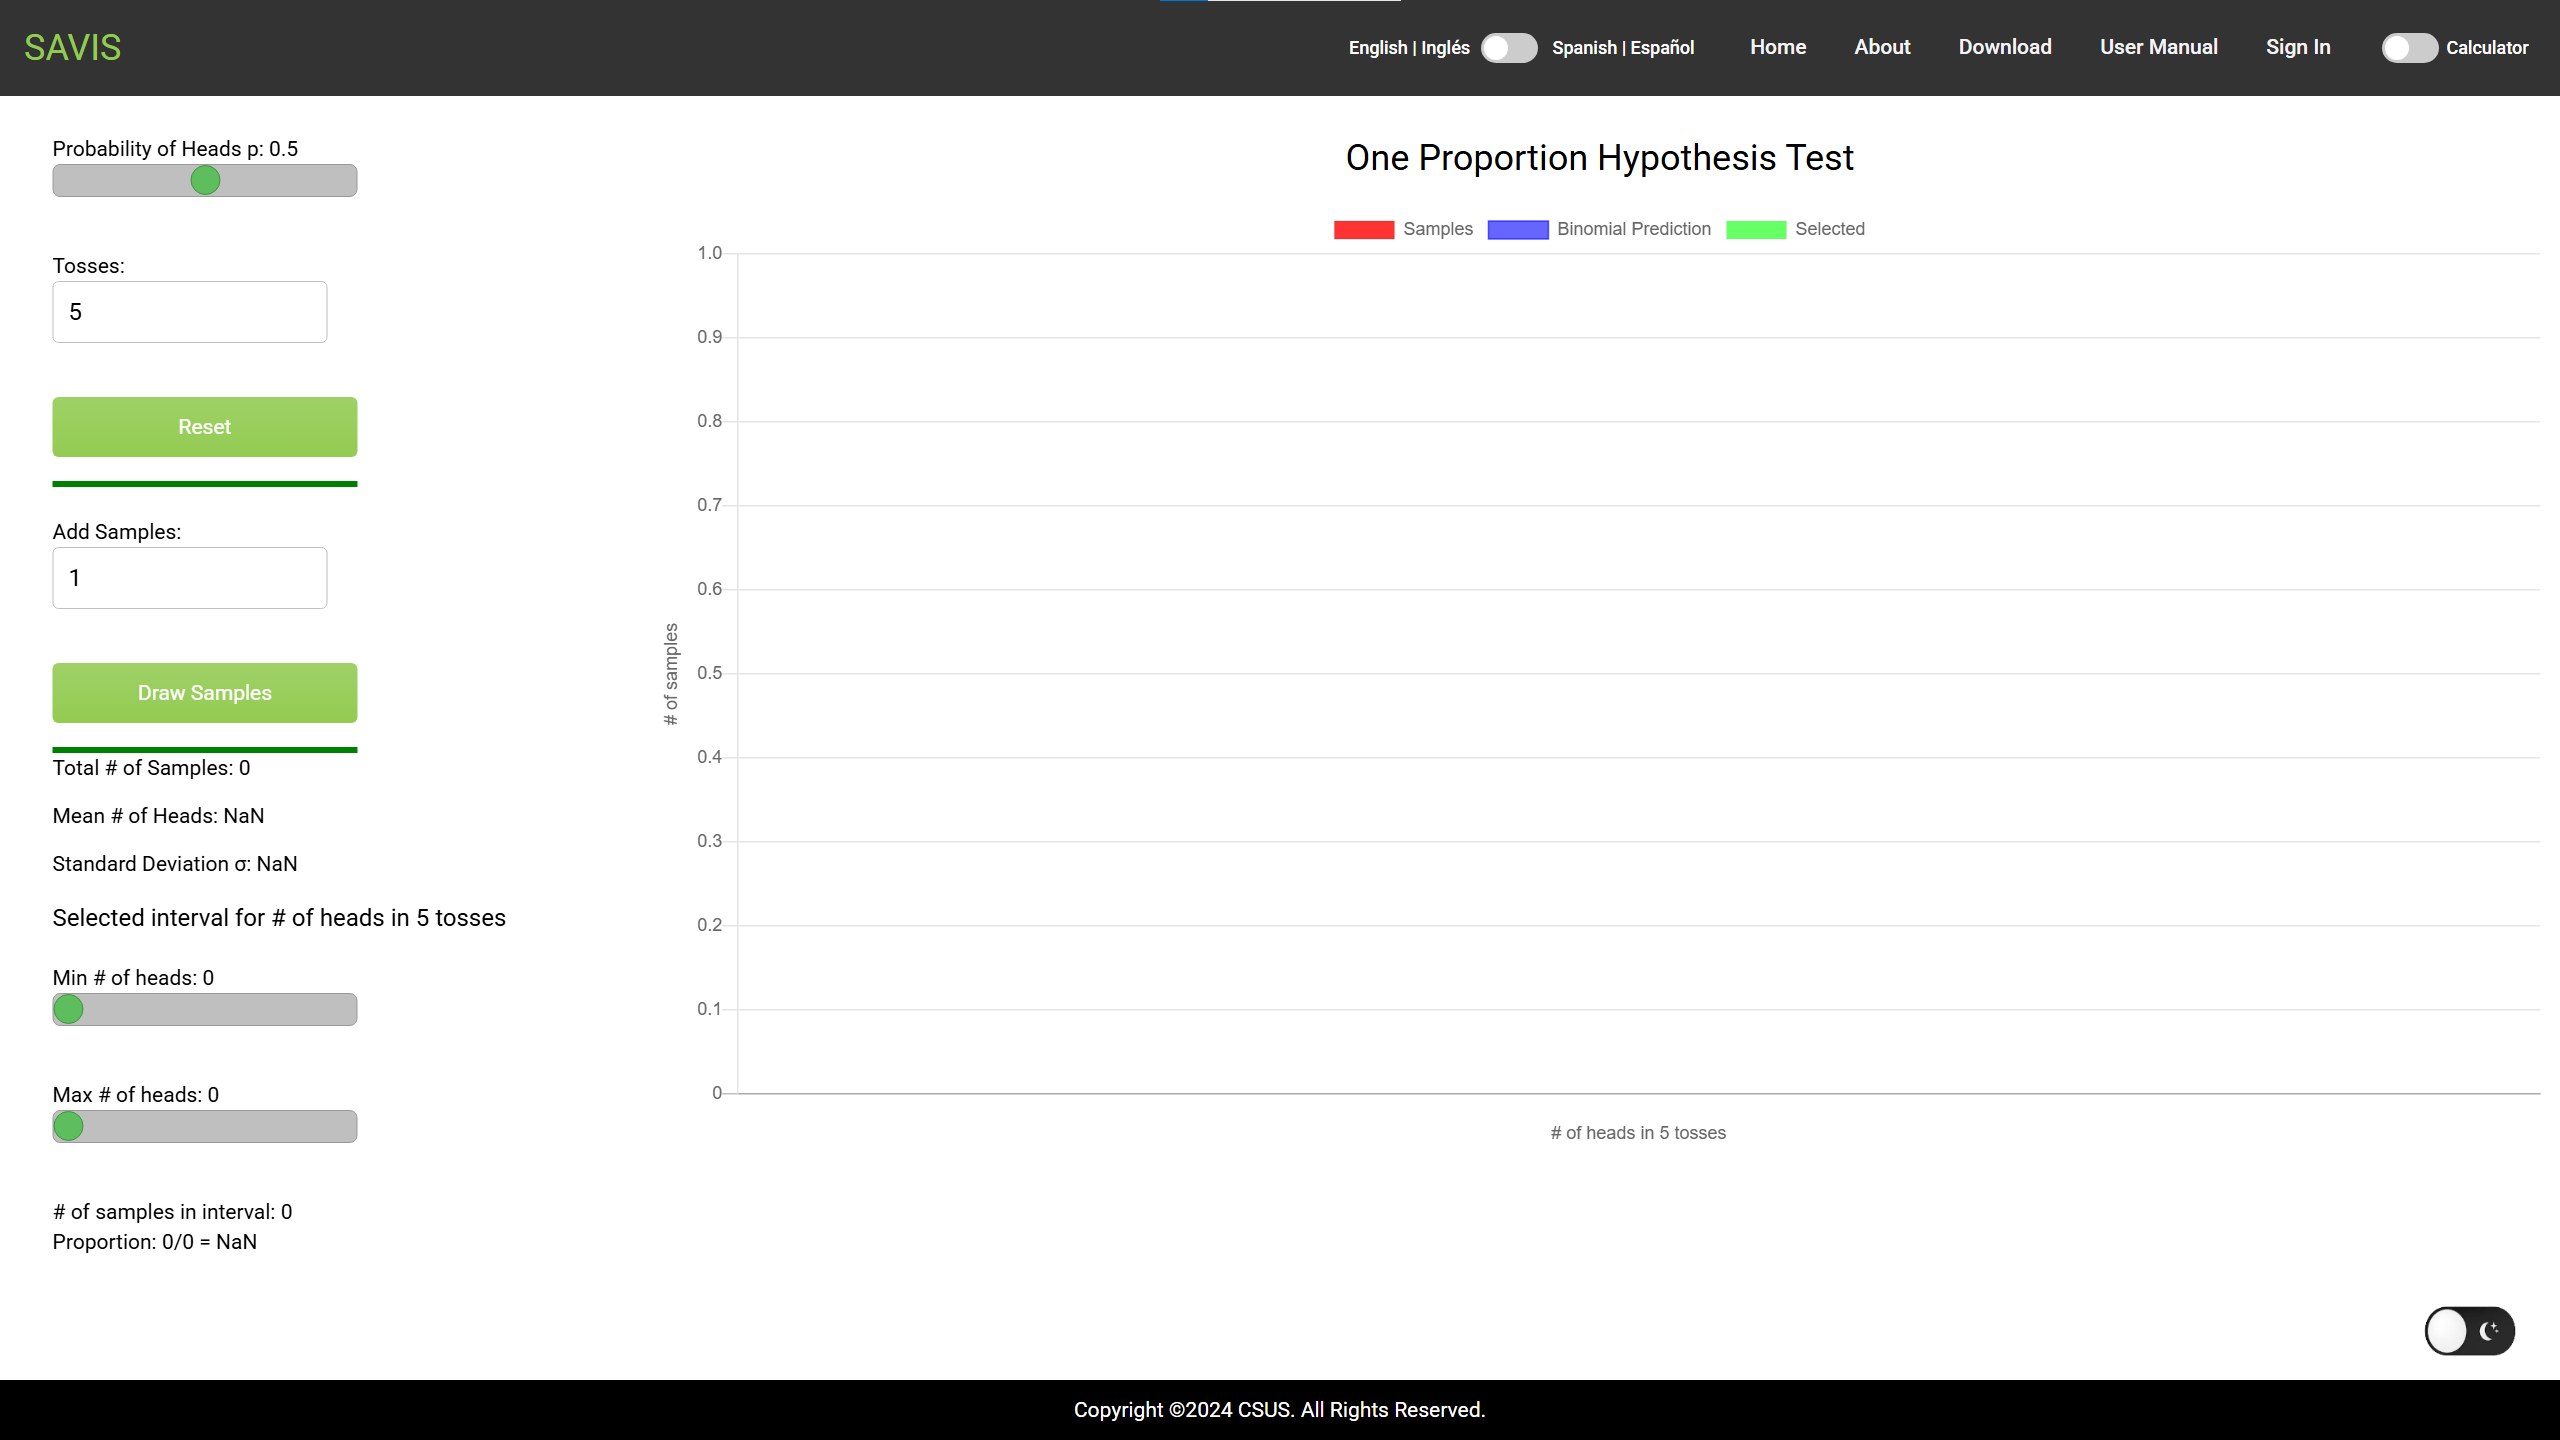 SAVIS
English | Inglés
Spanish | Español
Home
About
Download
User Manual
Sign In
Calculator
Probability of Heads p: 0.5
Tosses:
5
Reset
Add Samples:
1
Draw Samples
Total # of Samples: 0
Mean # of Heads: NaN
Standard Deviation σ: NaN
Selected interval for # of heads in 5 tosses
Min # of heads: 0
Max # of heads: 0
# of samples in interval: 0
Proportion: 0/0 = NaN
One Proportion Hypothesis Test
Samples
Binomial Prediction
Selected
1.0
0.9
0.8
0.7
0.6
0.5
0.4
0.3
0.2
0.1
0
# of samples
# of heads in 5 tosses
Copyright ©2024 CSUS. All Rights Reserved.